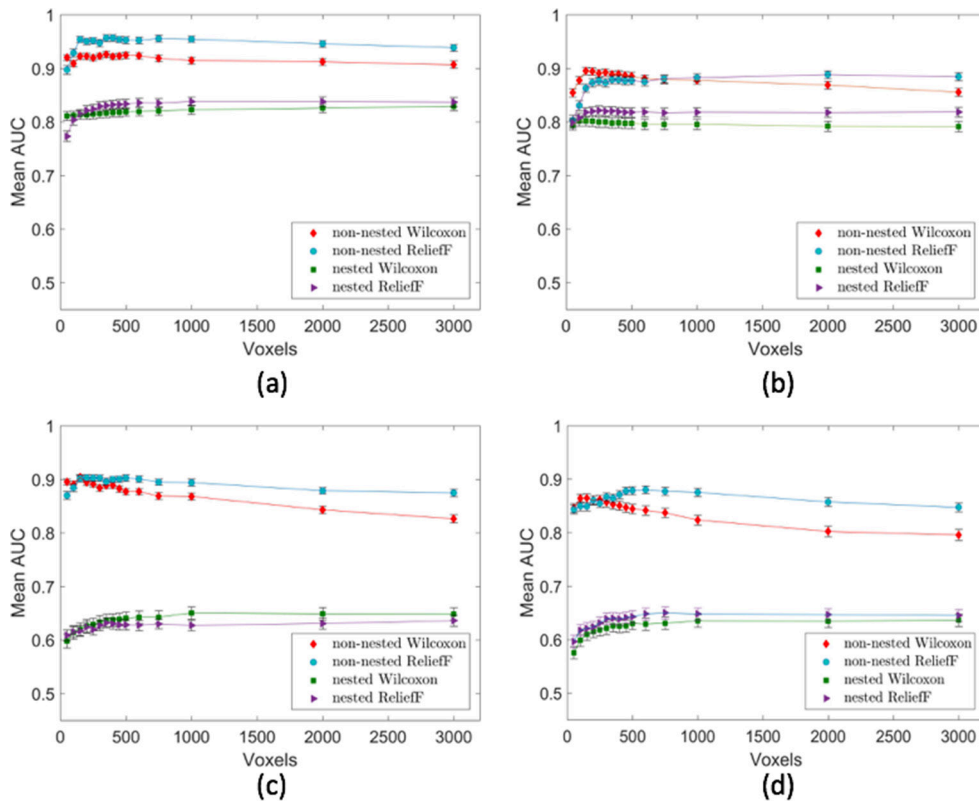 1
0.9
0.8
0.7
0.6
0.5
Mean AUC
non-nested Wilcoxon
non-nested ReliefF
nested Wilcoxon
nested ReliefF
0 500 1000 1500 2000 2500 3000
Voxels
(a)
1
0.9
0.8
0.7
0.6
0.5
Mean AUC
non-nested Wilcoxon
non-nested ReliefF
nested Wilcoxon
nested ReliefF
0 500 1000 1500 2000 2500 3000
Voxels
(b)
1
0.9
0.8
0.7
0.6
0.5
Mean AUC
non-nested Wilcoxon
non-nested ReliefF
nested Wilcoxon
nested ReliefF
0 500 1000 1500 2000 2500 3000
Voxels
(c)
1
0.9
0.8
0.7
0.6
0.5
Mean AUC
non-nested Wilcoxon
non-nested ReliefF
nested Wilcoxon
nested ReliefF
0 500 1000 1500 2000 2500 3000
Voxels
(d)